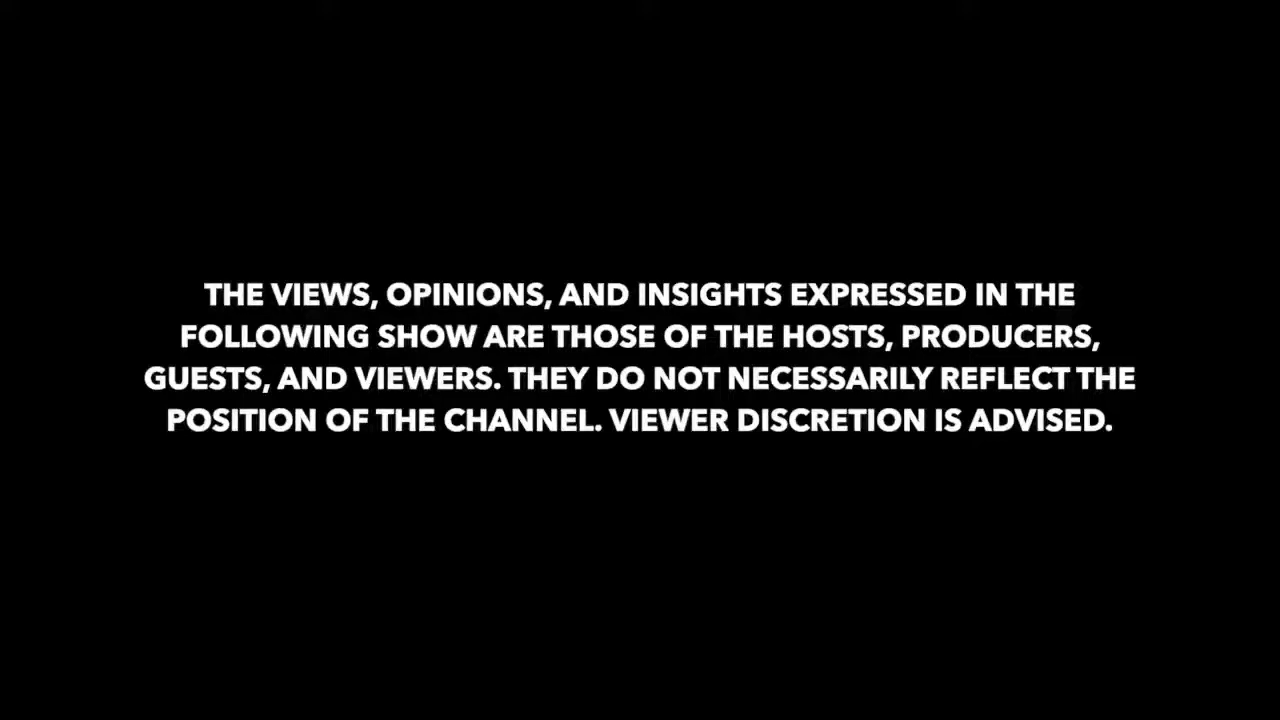 THE VIEWS, OPINIONS, AND INSIGHTS EXPRESSED IN THE
FOLLOWING SHOW ARE THOSE OF THE HOSTS, PRODUCERS,
GUESTS, AND VIEWERS. THEY DO NOT NECESSARILY REFLECT THE
POSITION OF THE CHANNEL. VIEWER DISCRETION IS ADVISED.